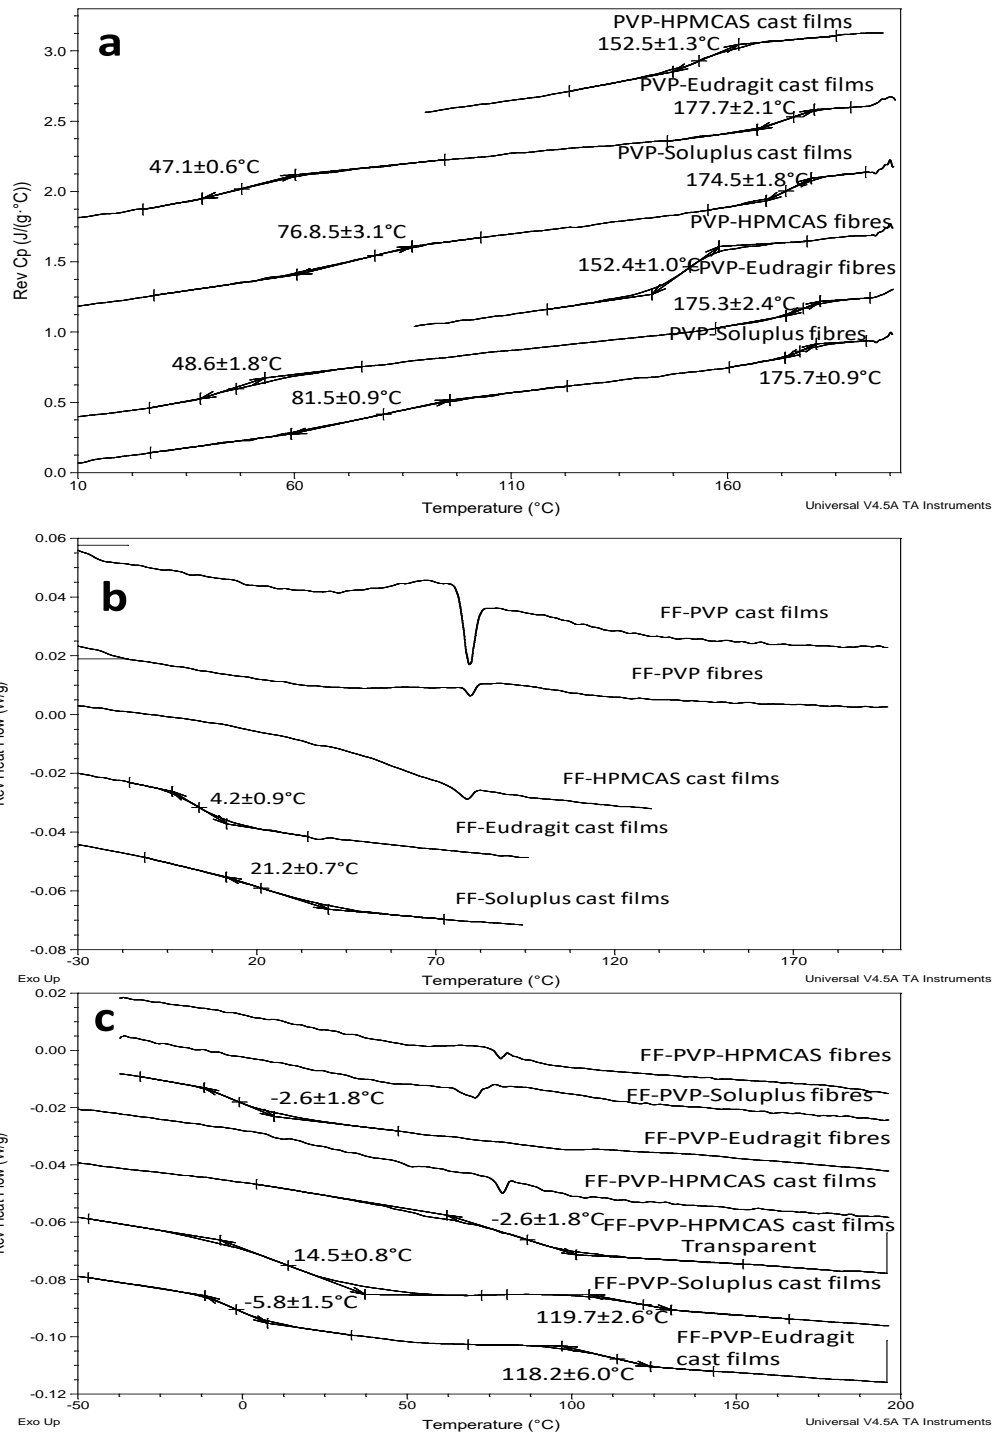 a
PVP-HPMCAS cast films
152.5±1.3°C
PVP-Eudragit cast films
177.7±2.1°C
47.1±0.6°C
PVP-Soluplus cast films
174.5±1.8°C
76.8.5±3.1°C
PVP-HPMCAS fibres
152.4±1.0°C
PVP-Eudragir fibres
175.3±2.4°C
48.6±1.8°C
PVP-Soluplus fibres
81.5±0.9°C
175.7±0.9°C
Rev Cp (J/(g·°C))
3.0
2.5
2.0
1.5
1.0
0.5
0.0
10
60
110
160
Temperature (°C)
Universal V4.5A TA Instruments
b
FF-PVP cast films
FF-PVP fibres
FF-HPMCAS cast films
4.2±0.9°C
FF-Eudragit cast films
21.2±0.7°C
FF-Soluplus cast films
0.06
0.04
0.02
0.00
-0.02
-0.04
-0.06
-0.08
-30
20
70
120
170
Exo Up
Temperature (°C)
Universal V4.5A TA Instruments
c
FF-PVP-HPMCAS fibres
FF-PVP-Soluplus fibres
-2.6±1.8°C
FF-PVP-Eudragit fibres
FF-PVP-HPMCAS cast films
-2.6±1.8°C
FF-PVP-HPMCAS cast films
Transparent
14.5±0.8°C
FF-PVP-Soluplus cast films
-5.8±1.5°C
119.7±2.6°C
FF-PVP-Eudragit
cast films
118.2±6.0°C
0.02
0.00
-0.02
-0.04
-0.06
-0.08
-0.10
-0.12
-50
0
50
100
150
200
Exo Up
Temperature (°C)
Universal V4.5A TA Instruments